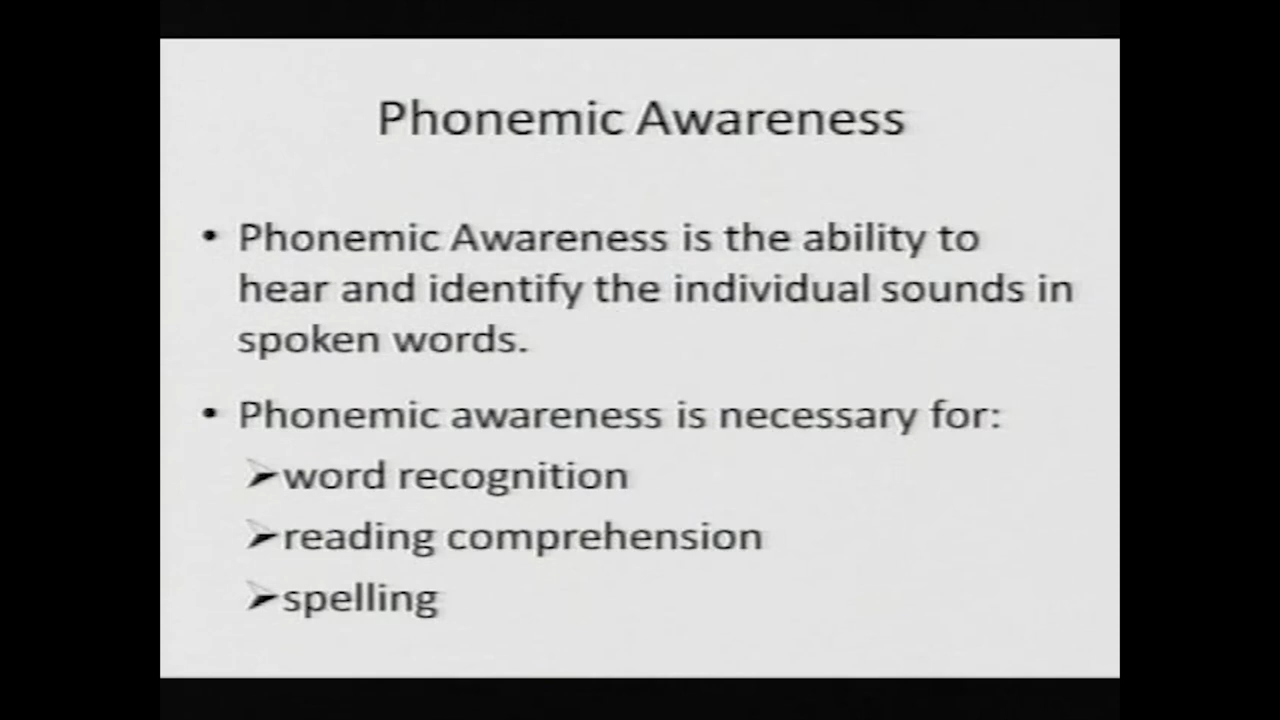 Phonemic Awareness
• Phonemic Awareness is the ability to
hear and identify the individual sounds in
spoken words.
• Phonemic awareness is necessary for:
➢word recognition
➢reading comprehension
➢spelling